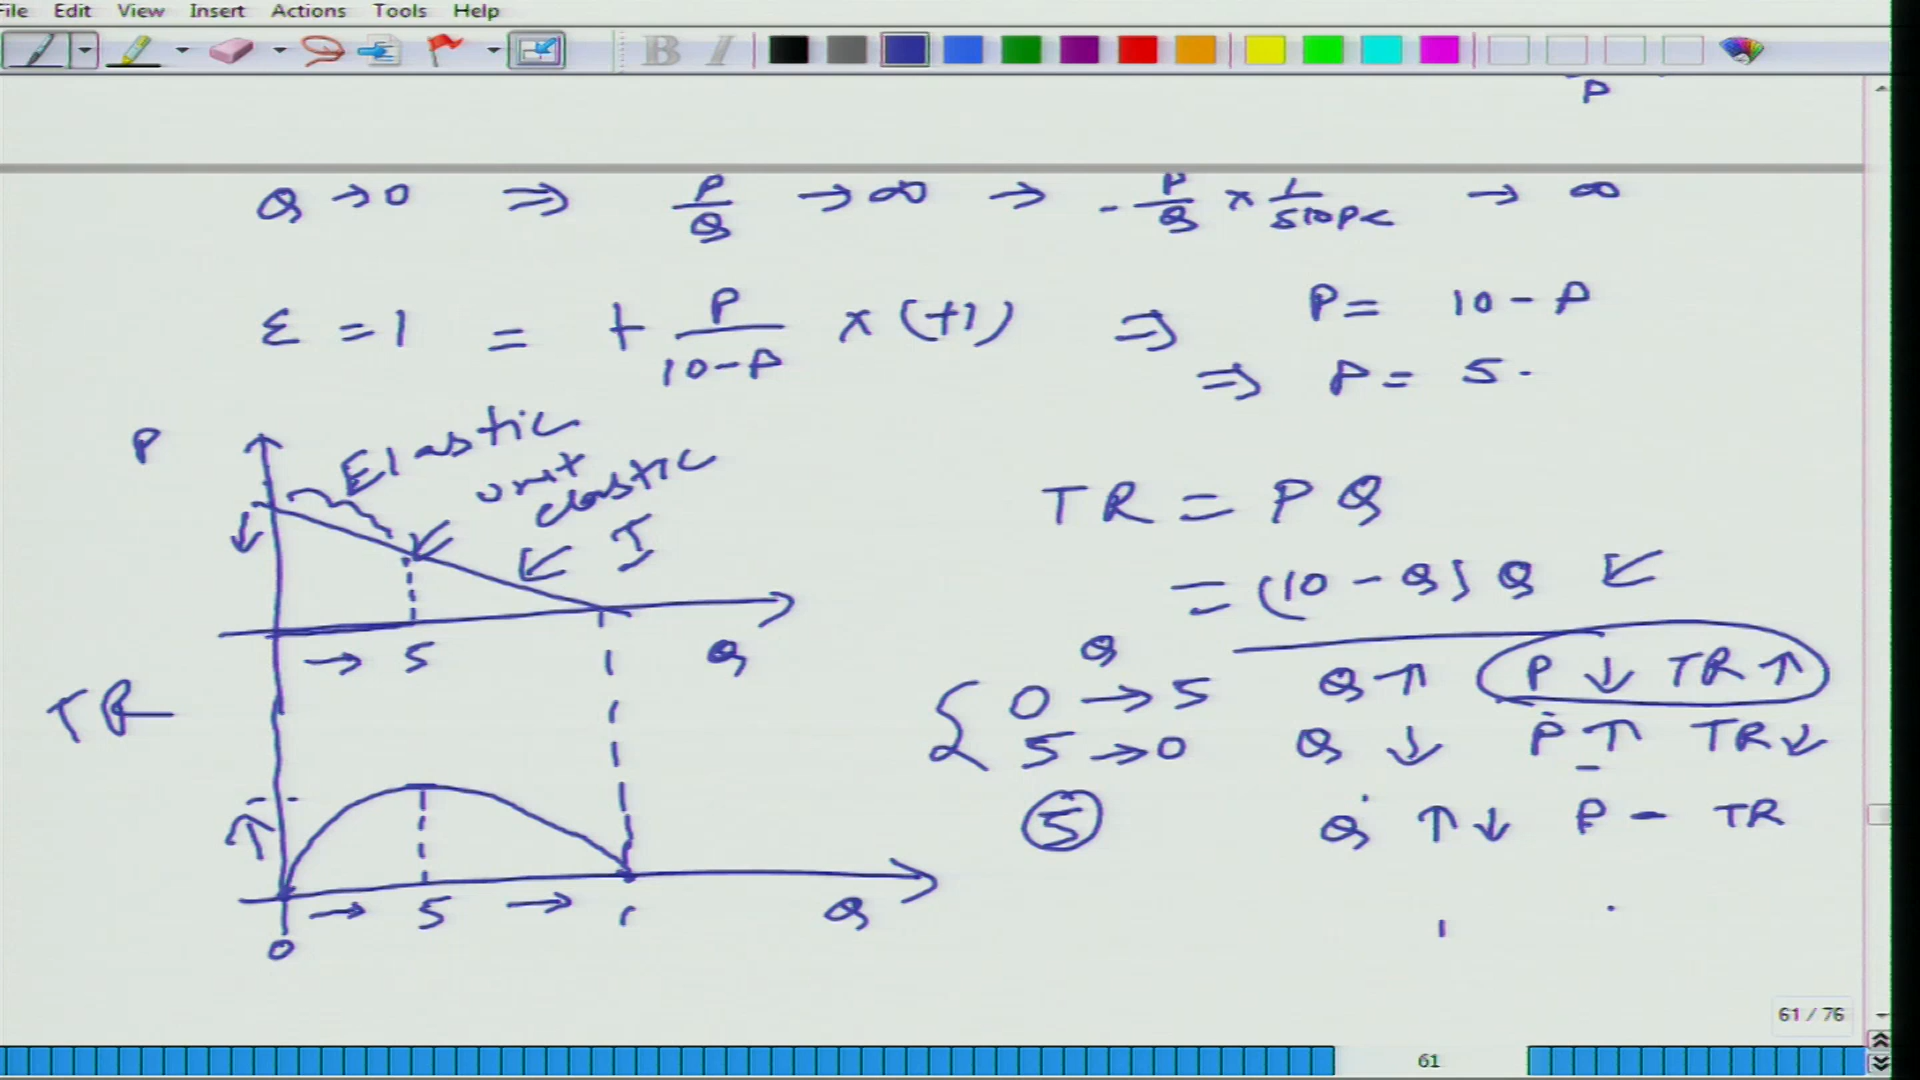 File Edit View Insert Actions Tools Help
B I
P
Q → 0 ⇒ P/Q → ∞ → - P/Q × 1/slope → ∞
ε = 1 = + P/(10-P) × (+1) ⇒ P = 10 - P
⇒ P = 5.
P
Elastic
unit
elastic
I
5
Q
TR
0
5
Q
TR = PQ
= (10 - Q) Q
Q
0 → 5 Q ↑ P ↓ TR ↑
5 → 0 Q ↓ P ↑ TR ↓
5 Q ↑ ↓ P - TR
61 / 76
61